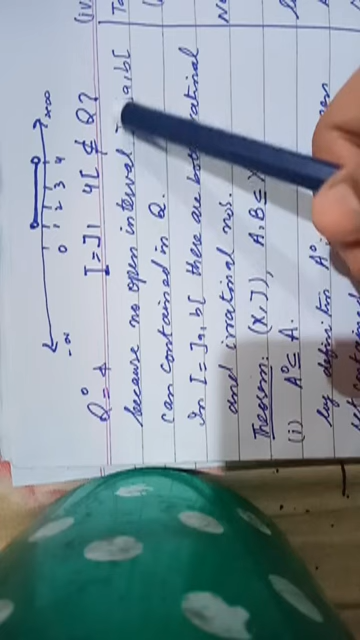 -∞ 0 1 2 3 4 +∞
Q° = ϕ I = ]1, 4[ ⊄ Q?
because no open interval ]a,b[
can contained in Q.
In I = ]a,b[ there are both rational
and irrational nos.
Theorem: (X, J), A, B ⊆ X
(i) A° ⊆ A.
by definition A°